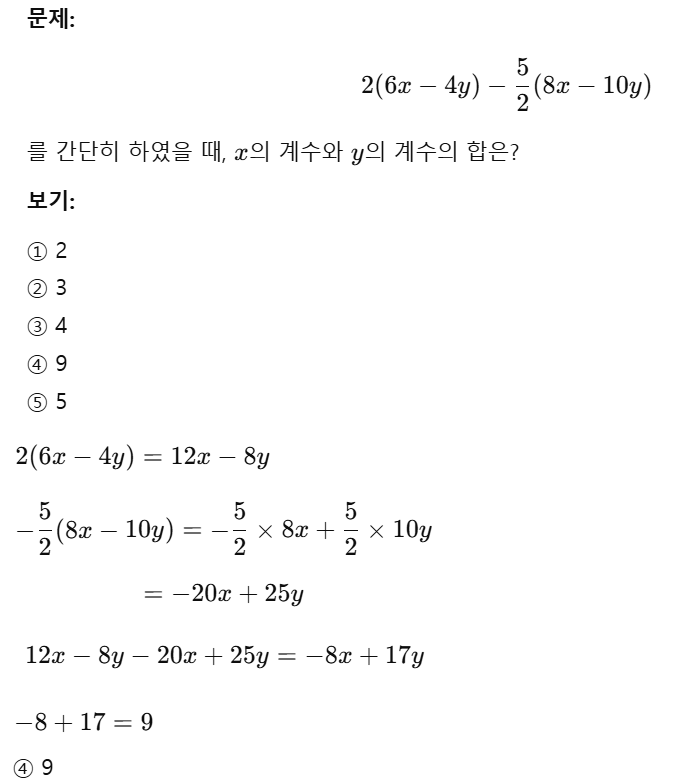 문제:
2(6x − 4y) − 5/2(8x − 10y)
를 간단히 하였을 때, x의 계수와 y의 계수의 합은?
보기:
① 2
② 3
③ 4
④ 9
⑤ 5
2(6x − 4y) = 12x − 8y
−5/2(8x − 10y) = −5/2 × 8x + 5/2 × 10y
= −20x + 25y
12x − 8y − 20x + 25y = −8x + 17y
−8 + 17 = 9
④ 9